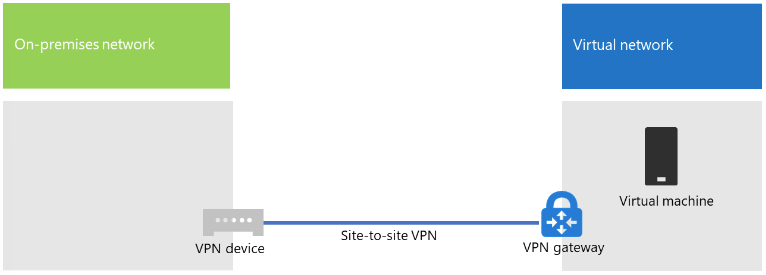 On-premises network
Virtual network
Virtual machine
VPN device
Site-to-site VPN
VPN gateway